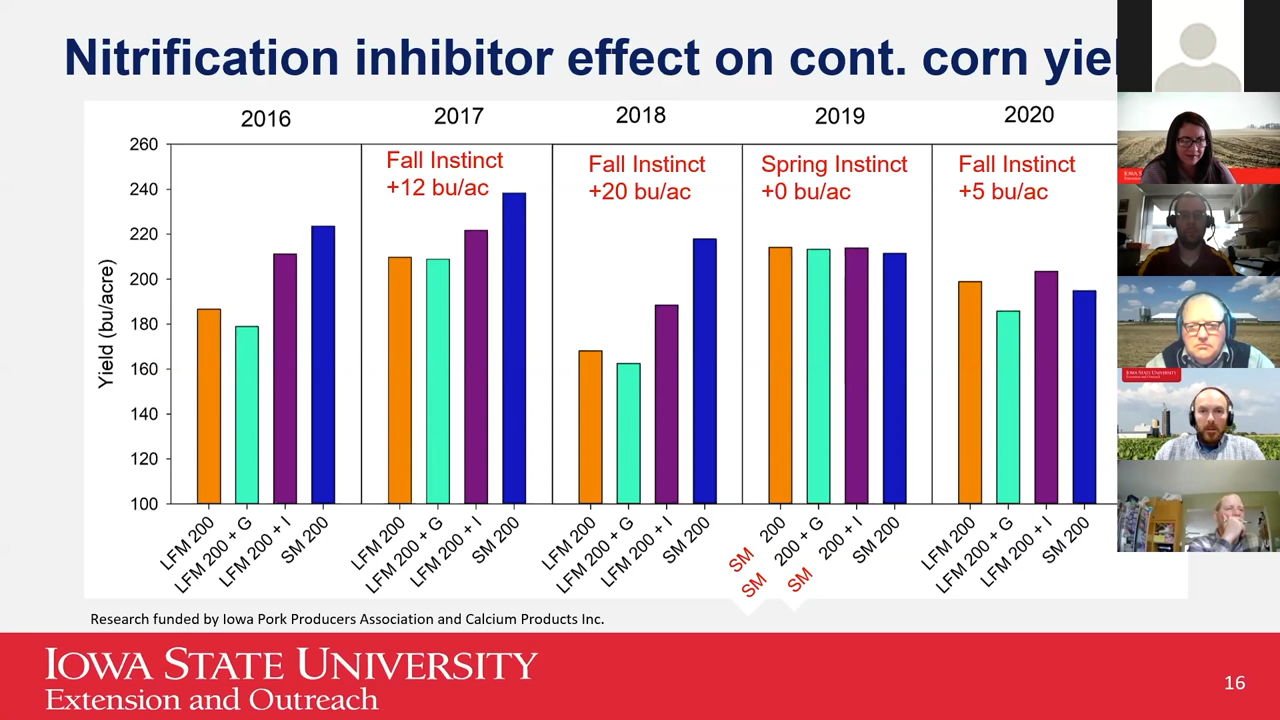 Nitrification inhibitor effect on cont. corn yie
2016
2017
2018
2019
2020
Fall Instinct
+12 bu/ac
Fall Instinct
+20 bu/ac
Spring Instinct
+0 bu/ac
Fall Instinct
+5 bu/ac
Yield (bu/acre)
260
240
220
200
180
160
140
120
100
LFM 200
LFM 200 + G
LFM 200 + I
SM 200
LFM 200
LFM 200 + G
LFM 200 + I
SM 200
LFM 200
LFM 200 + G
LFM 200 + I
SM 200
SM 200
SM 200 + G
SM 200 + I
SM 200
LFM 200
LFM 200 + G
LFM 200 + I
SM 200
Research funded by Iowa Pork Producers Association and Calcium Products Inc.
IOWA STATE UNIVERSITY
Extension and Outreach
16
IOWA STATE UNIVERSITY